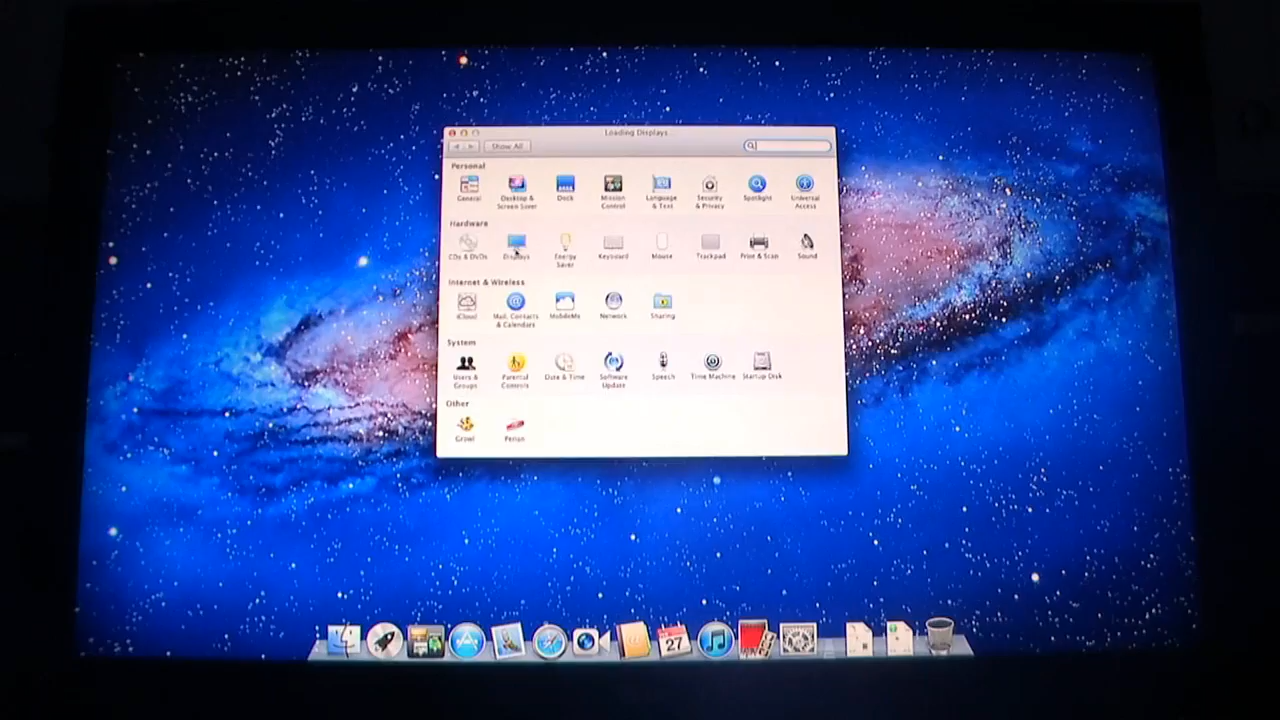 Loading Displays...
Show All
Personal
General
Desktop &
Screen Saver
Dock
Mission
Control
Language
& Text
Security
& Privacy
Spotlight
Universal
Access
Hardware
CDs & DVDs
Displays
Energy
Saver
Keyboard
Mouse
Trackpad
Print & Scan
Sound
Internet & Wireless
iCloud
Mail, Contacts
& Calendars
MobileMe
Network
Sharing
System
Users &
Groups
Parental
Controls
Date & Time
Software
Update
Speech
Time Machine
Startup Disk
Other
Growl
Perian
27